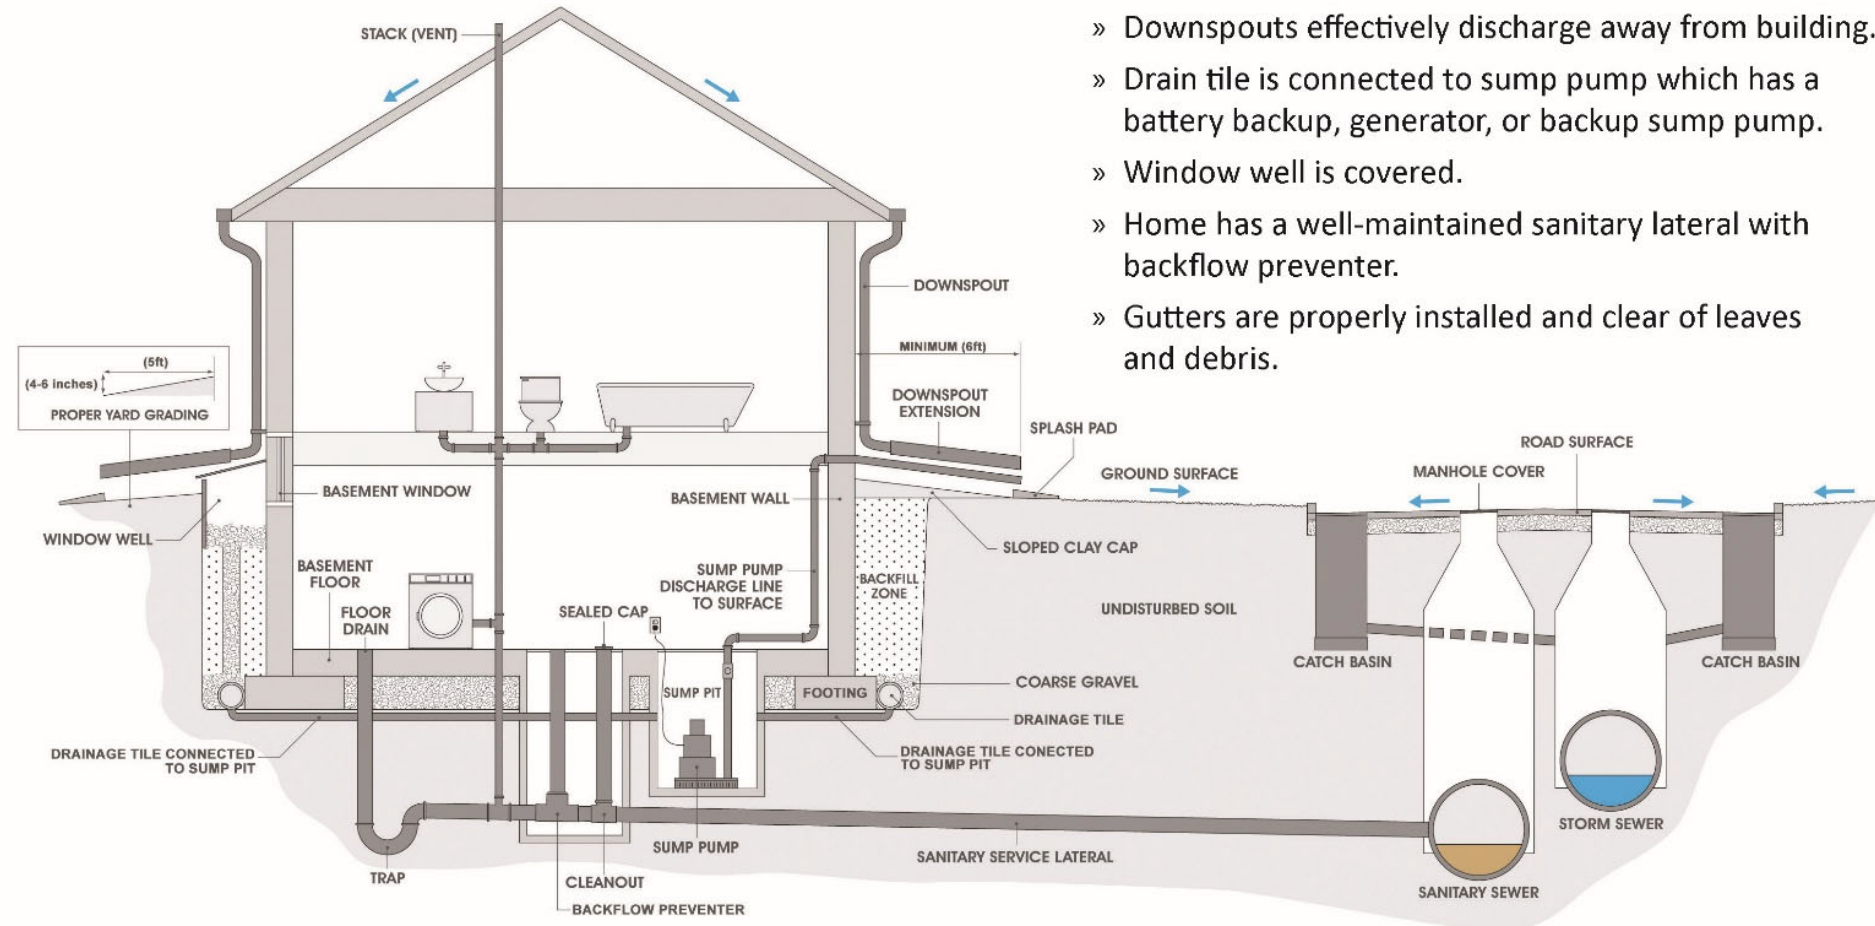 » Downspouts effectively discharge away from building.
» Drain tile is connected to sump pump which has a
battery backup, generator, or backup sump pump.
» Window well is covered.
» Home has a well-maintained sanitary lateral with
backflow preventer.
» Gutters are properly installed and clear of leaves
and debris.
STACK (VENT)
DOWNSPOUT
MINIMUM (6ft)
(5ft)
(4-6 inches)
PROPER YARD GRADING
DOWNSPOUT
EXTENSION
SPLASH PAD
ROAD SURFACE
MANHOLE COVER
GROUND SURFACE
BASEMENT WINDOW
BASEMENT WALL
WINDOW WELL
SLOPED CLAY CAP
BASEMENT
FLOOR
FLOOR
DRAIN
SUMP PUMP
DISCHARGE LINE
TO SURFACE
BACKFILL
ZONE
SEALED CAP
UNDISTURBED SOIL
CATCH BASIN
CATCH BASIN
COARSE GRAVEL
SUMP PIT
FOOTING
DRAINAGE TILE
DRAINAGE TILE CONNECTED
TO SUMP PIT
DRAINAGE TILE CONECTED
TO SUMP PIT
STORM SEWER
SUMP PUMP
SANITARY SERVICE LATERAL
TRAP
CLEANOUT
SANITARY SEWER
BACKFLOW PREVENTER